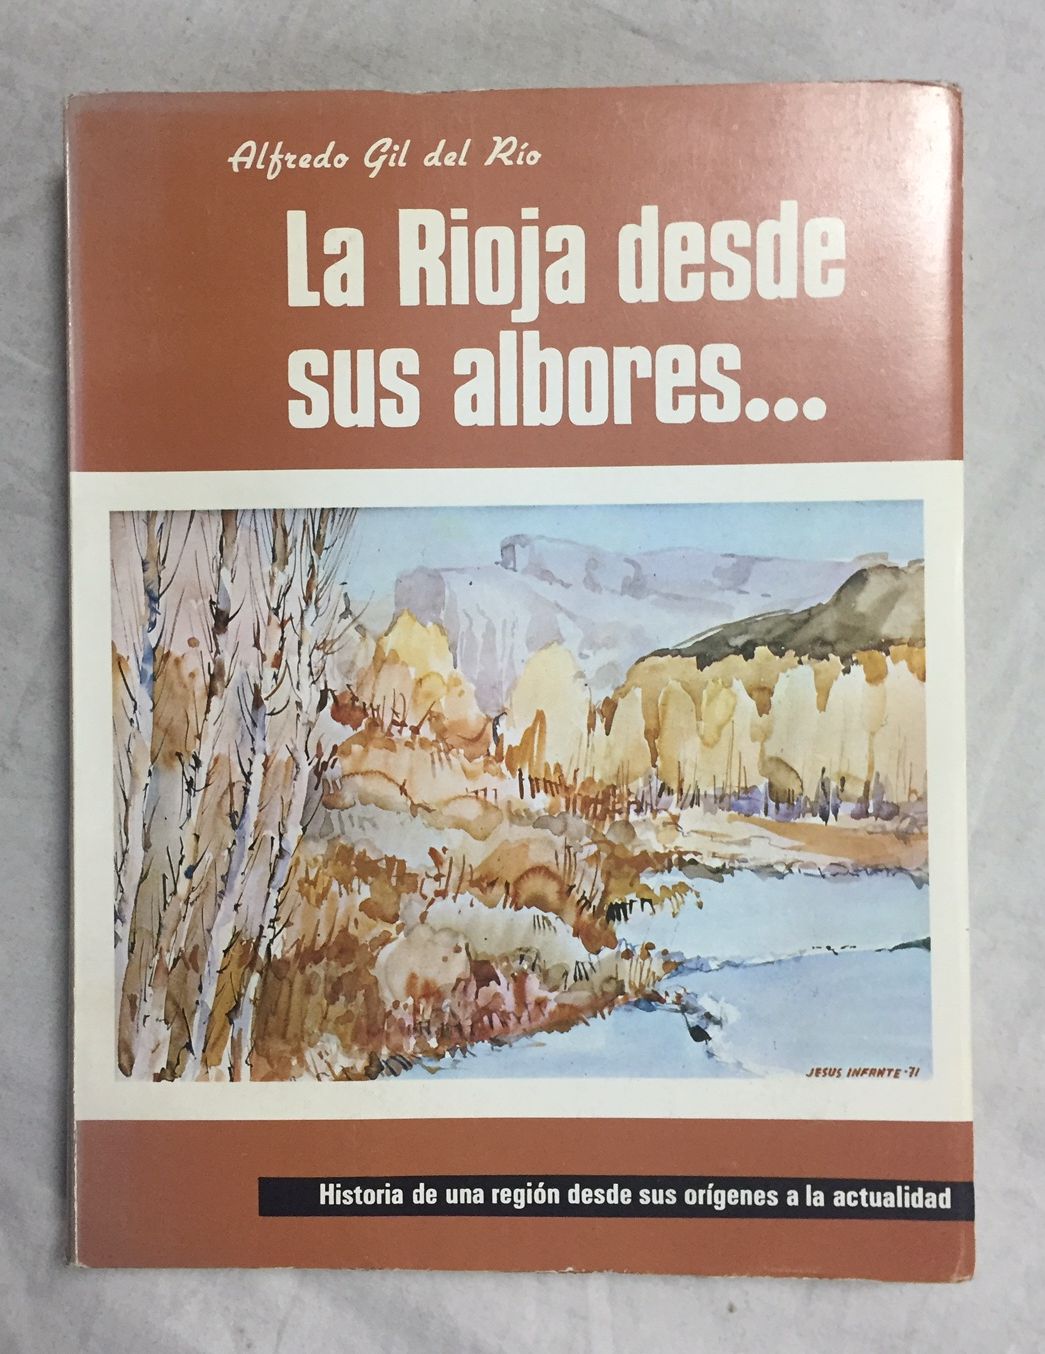 Alfredo Gil del Río
La Rioja desde
sus albores...
JESUS INFANTE·71
Historia de una región desde sus orígenes a la actualidad